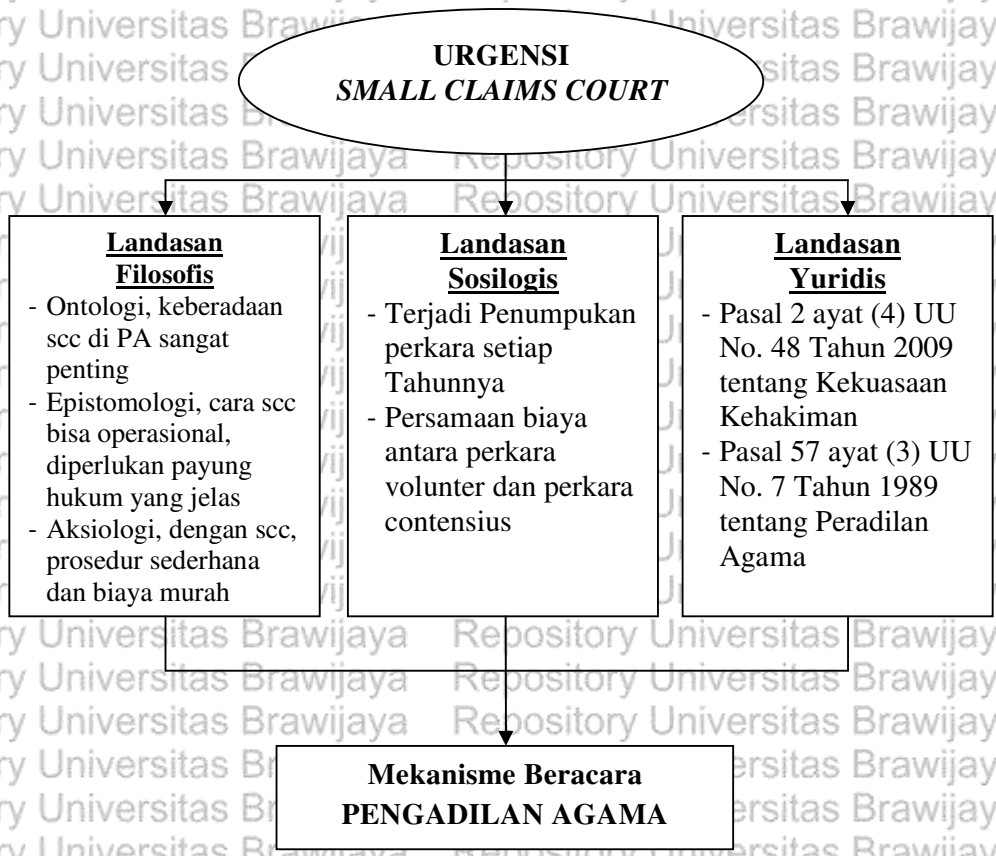 URGENSI
SMALL CLAIMS COURT
Landasan
Filosofis
- Ontologi, keberadaan
scc di PA sangat
penting
- Epistomologi, cara scc
bisa operasional,
diperlukan payung
hukum yang jelas
- Aksiologi, dengan scc,
prosedur sederhana
dan biaya murah
Landasan
Sosilogis
- Terjadi Penumpukan
perkara setiap
Tahunnya
- Persamaan biaya
antara perkara
volunter dan perkara
contensius
Landasan
Yuridis
- Pasal 2 ayat (4) UU
No. 48 Tahun 2009
tentang Kekuasaan
Kehakiman
- Pasal 57 ayat (3) UU
No. 7 Tahun 1989
tentang Peradilan
Agama
Mekanisme Beracara
PENGADILAN AGAMA
Repository Universitas Brawijaya